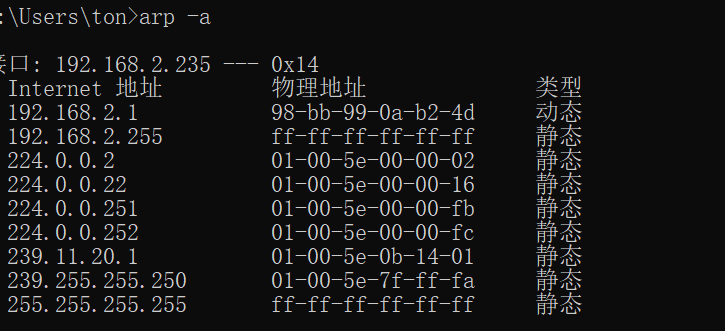 :\Users\ton>arp -a
接口: 192.168.2.235 --- 0x14
Internet 地址 物理地址 类型
192.168.2.1 98-bb-99-0a-b2-4d 动态
192.168.2.255 ff-ff-ff-ff-ff-ff 静态
224.0.0.2 01-00-5e-00-00-02 静态
224.0.0.22 01-00-5e-00-00-16 静态
224.0.0.251 01-00-5e-00-00-fb 静态
224.0.0.252 01-00-5e-00-00-fc 静态
239.11.20.1 01-00-5e-0b-14-01 静态
239.255.255.250 01-00-5e-7f-ff-fa 静态
255.255.255.255 ff-ff-ff-ff-ff-ff 静态